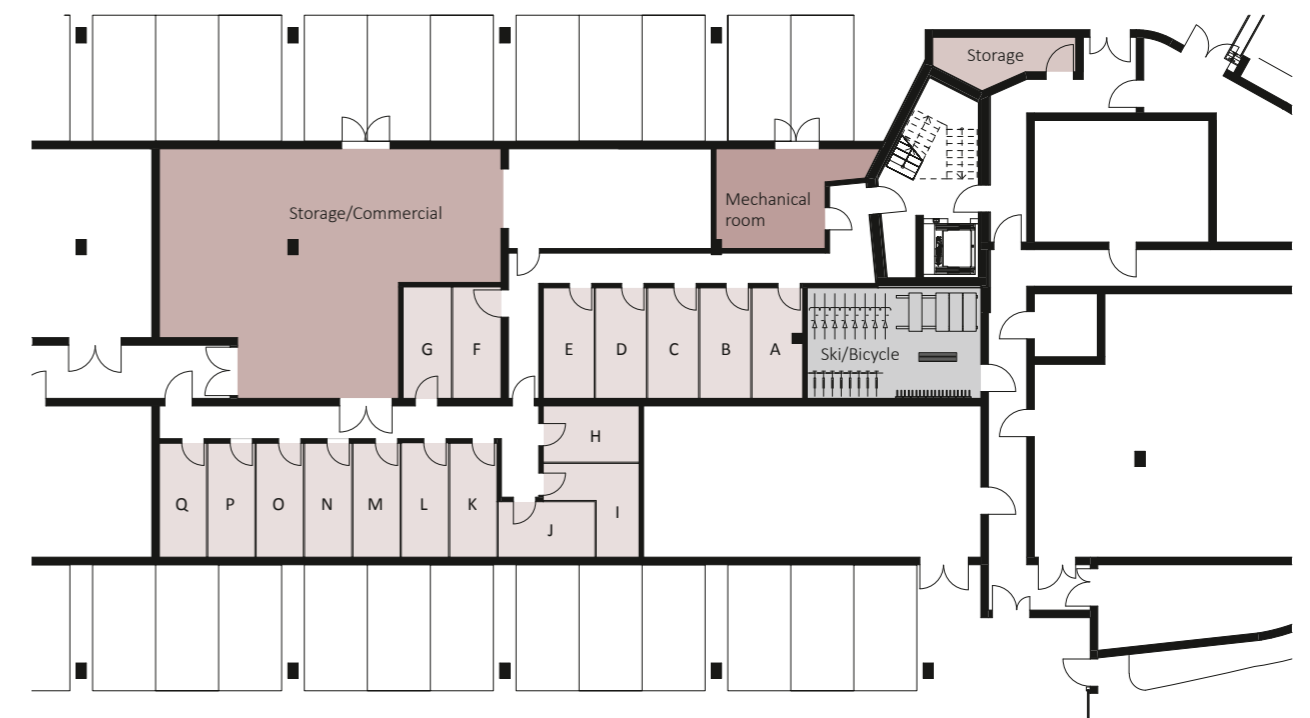 Storage
Storage/Commercial
Mechanical
room
G
F
E
D
C
B
A
Ski/Bicycle
H
Q
P
O
N
M
L
K
J
I